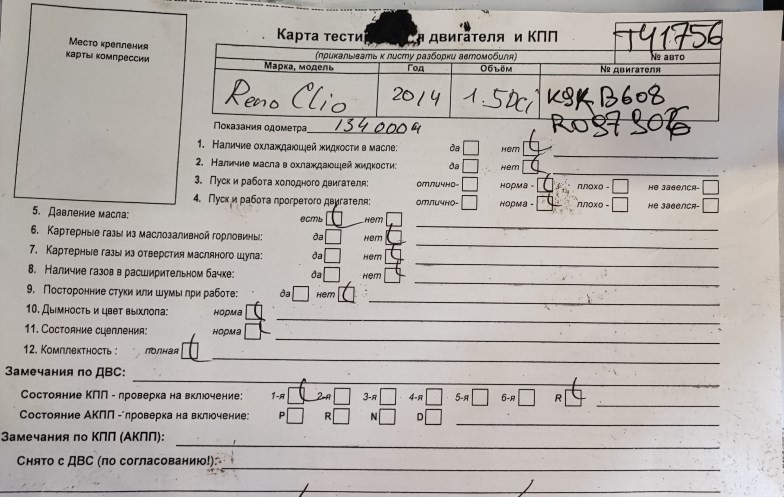 Место крепления
карты компрессии
Карта тести я двигателя и КПП
T41756
(прикалывать к листу разборки автомобиля)
№ авто
Марка, модель Год Объём № двигателя
Reno Clio 2014 1.5Dci K9K B608
Показания одометра 134000 R097
1. Наличие охлаждающей жидкости в масле: да нет
2. Наличие масла в охлаждающей жидкости: да нет
3. Пуск и работа холодного двигателя: отлично- норма - плохо - не завелся-
4. Пуск и работа прогретого двигателя: отлично- норма - плохо - не завелся-
5. Давление масла: есть нет
6. Картерные газы из маслозаливной горловины: да нет
7. Картерные газы из отверстия масляного щупа: да нет
8. Наличие газов в расширительном бачке: да нет
9. Посторонние стуки или шумы при работе: да нет
10. Дымность и цвет выхлопа: норма
11. Состояние сцепления: норма
12. Комплектность : полная
Замечания по ДВС:
Состояние КПП - проверка на включение: 1-я 2-я 3-я 4-я 5-я 6-я R
Состояние АКПП - проверка на включение: P R N D
Замечания по КПП (АКПП):
Снято с ДВС (по согласованию!):